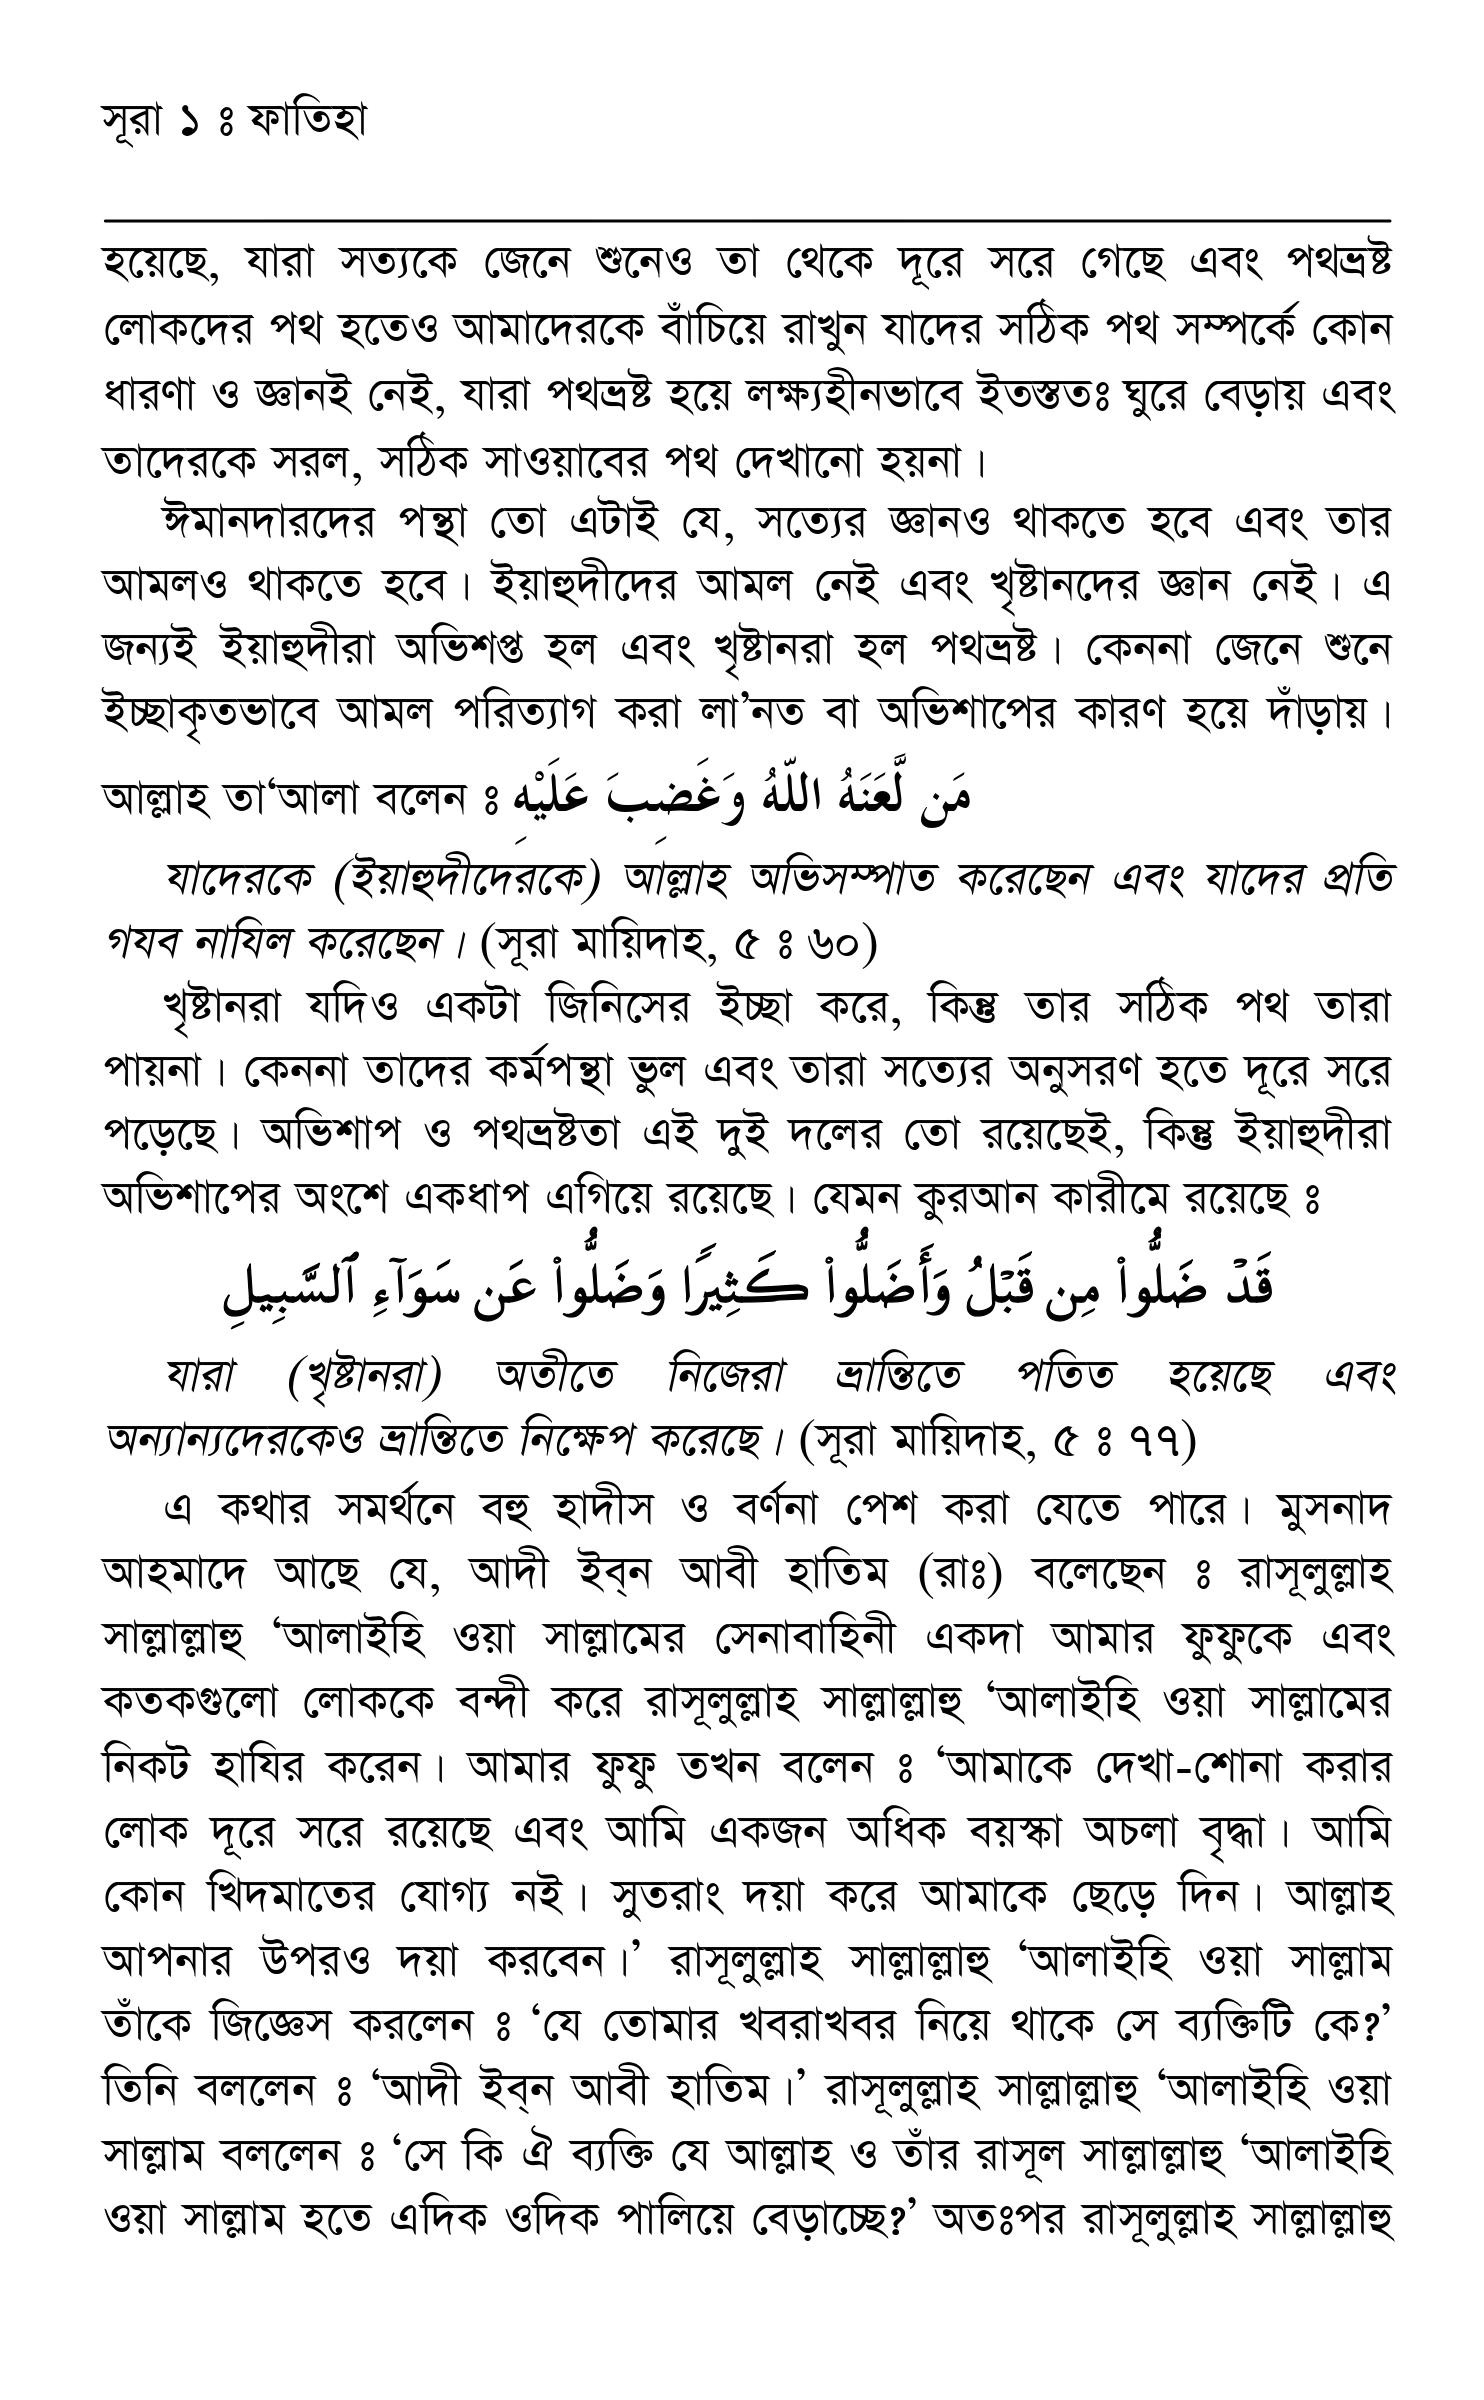 সূরা ১ ঃ ফাতিহা
হয়েছে, যারা সত্যকে জেনে শুনেও তা থেকে দূরে সরে গেছে এবং পথভ্রষ্ট
লোকদের পথ হতেও আমাদেরকে বাঁচিয়ে রাখুন যাদের সঠিক পথ সম্পর্কে কোন
ধারণা ও জ্ঞানই নেই, যারা পথভ্রষ্ট হয়ে লক্ষ্যহীনভাবে ইতস্ততঃ ঘুরে বেড়ায় এবং
তাদেরকে সরল, সঠিক সাওয়াবের পথ দেখানো হয়না।
ঈমানদারদের পন্থা তো এটাই যে, সত্যের জ্ঞানও থাকতে হবে এবং তার
আমলও থাকতে হবে। ইয়াহুদীদের আমল নেই এবং খৃষ্টানদের জ্ঞান নেই। এ
জন্যই ইয়াহুদীরা অভিশপ্ত হল এবং খৃষ্টানরা হল পথভ্রষ্ট। কেননা জেনে শুনে
ইচ্ছাকৃতভাবে আমল পরিত্যাগ করা লা’নত বা অভিশাপের কারণ হয়ে দাঁড়ায়।
আল্লাহ তা‘আলা বলেন ঃ مَن لَّعَنَهُ اللّهُ وَغَضِبَ عَلَيْهِ
যাদেরকে (ইয়াহুদীদেরকে) আল্লাহ অভিসম্পাত করেছেন এবং যাদের প্রতি
গযব নাযিল করেছেন। (সূরা মায়িদাহ, ৫ ঃ ৬০)
খৃষ্টানরা যদিও একটা জিনিসের ইচ্ছা করে, কিন্তু তার সঠিক পথ তারা
পায়না। কেননা তাদের কর্মপন্থা ভুল এবং তারা সত্যের অনুসরণ হতে দূরে সরে
পড়েছে। অভিশাপ ও পথভ্রষ্টতা এই দুই দলের তো রয়েছেই, কিন্তু ইয়াহুদীরা
অভিশাপের অংশে একধাপ এগিয়ে রয়েছে। যেমন কুরআন কারীমে রয়েছে ঃ
قَدْ ضَلُّواْ مِن قَبْلُ وَأَضَلُّواْ كَثِيرًا وَضَلُّواْ عَن سَوَآءِ ٱلسَّبِيلِ
যারা (খৃষ্টানরা) অতীতে নিজেরা ভ্রান্তিতে পতিত হয়েছে এবং
অন্যান্যদেরকেও ভ্রান্তিতে নিক্ষেপ করেছে। (সূরা মায়িদাহ, ৫ ঃ ৭৭)
এ কথার সমর্থনে বহু হাদীস ও বর্ণনা পেশ করা যেতে পারে। মুসনাদ
আহমাদে আছে যে, আদী ইব্‌ন আবী হাতিম (রাঃ) বলেছেন ঃ রাসূলুল্লাহ
সাল্লাল্লাহু ‘আলাইহি ওয়া সাল্লামের সেনাবাহিনী একদা আমার ফুফুকে এবং
কতকগুলো লোককে বন্দী করে রাসূলুল্লাহ সাল্লাল্লাহু ‘আলাইহি ওয়া সাল্লামের
নিকট হাযির করেন। আমার ফুফু তখন বলেন ঃ ‘আমাকে দেখা-শোনা করার
লোক দূরে সরে রয়েছে এবং আমি একজন অধিক বয়স্কা অচলা বৃদ্ধা। আমি
কোন খিদমাতের যোগ্য নই। সুতরাং দয়া করে আমাকে ছেড়ে দিন। আল্লাহ
আপনার উপরও দয়া করবেন।’ রাসূলুল্লাহ সাল্লাল্লাহু ‘আলাইহি ওয়া সাল্লাম
তাঁকে জিজ্ঞেস করলেন ঃ ‘যে তোমার খবরাখবর নিয়ে থাকে সে ব্যক্তিটি কে?’
তিনি বললেন ঃ ‘আদী ইব্‌ন আবী হাতিম।’ রাসূলুল্লাহ সাল্লাল্লাহু ‘আলাইহি ওয়া
সাল্লাম বললেন ঃ ‘সে কি ঐ ব্যক্তি যে আল্লাহ ও তাঁর রাসূল সাল্লাল্লাহু ‘আলাইহি
ওয়া সাল্লাম হতে এদিক ওদিক পালিয়ে বেড়াচ্ছে?’ অতঃপর রাসূলুল্লাহ সাল্লাল্লাহু